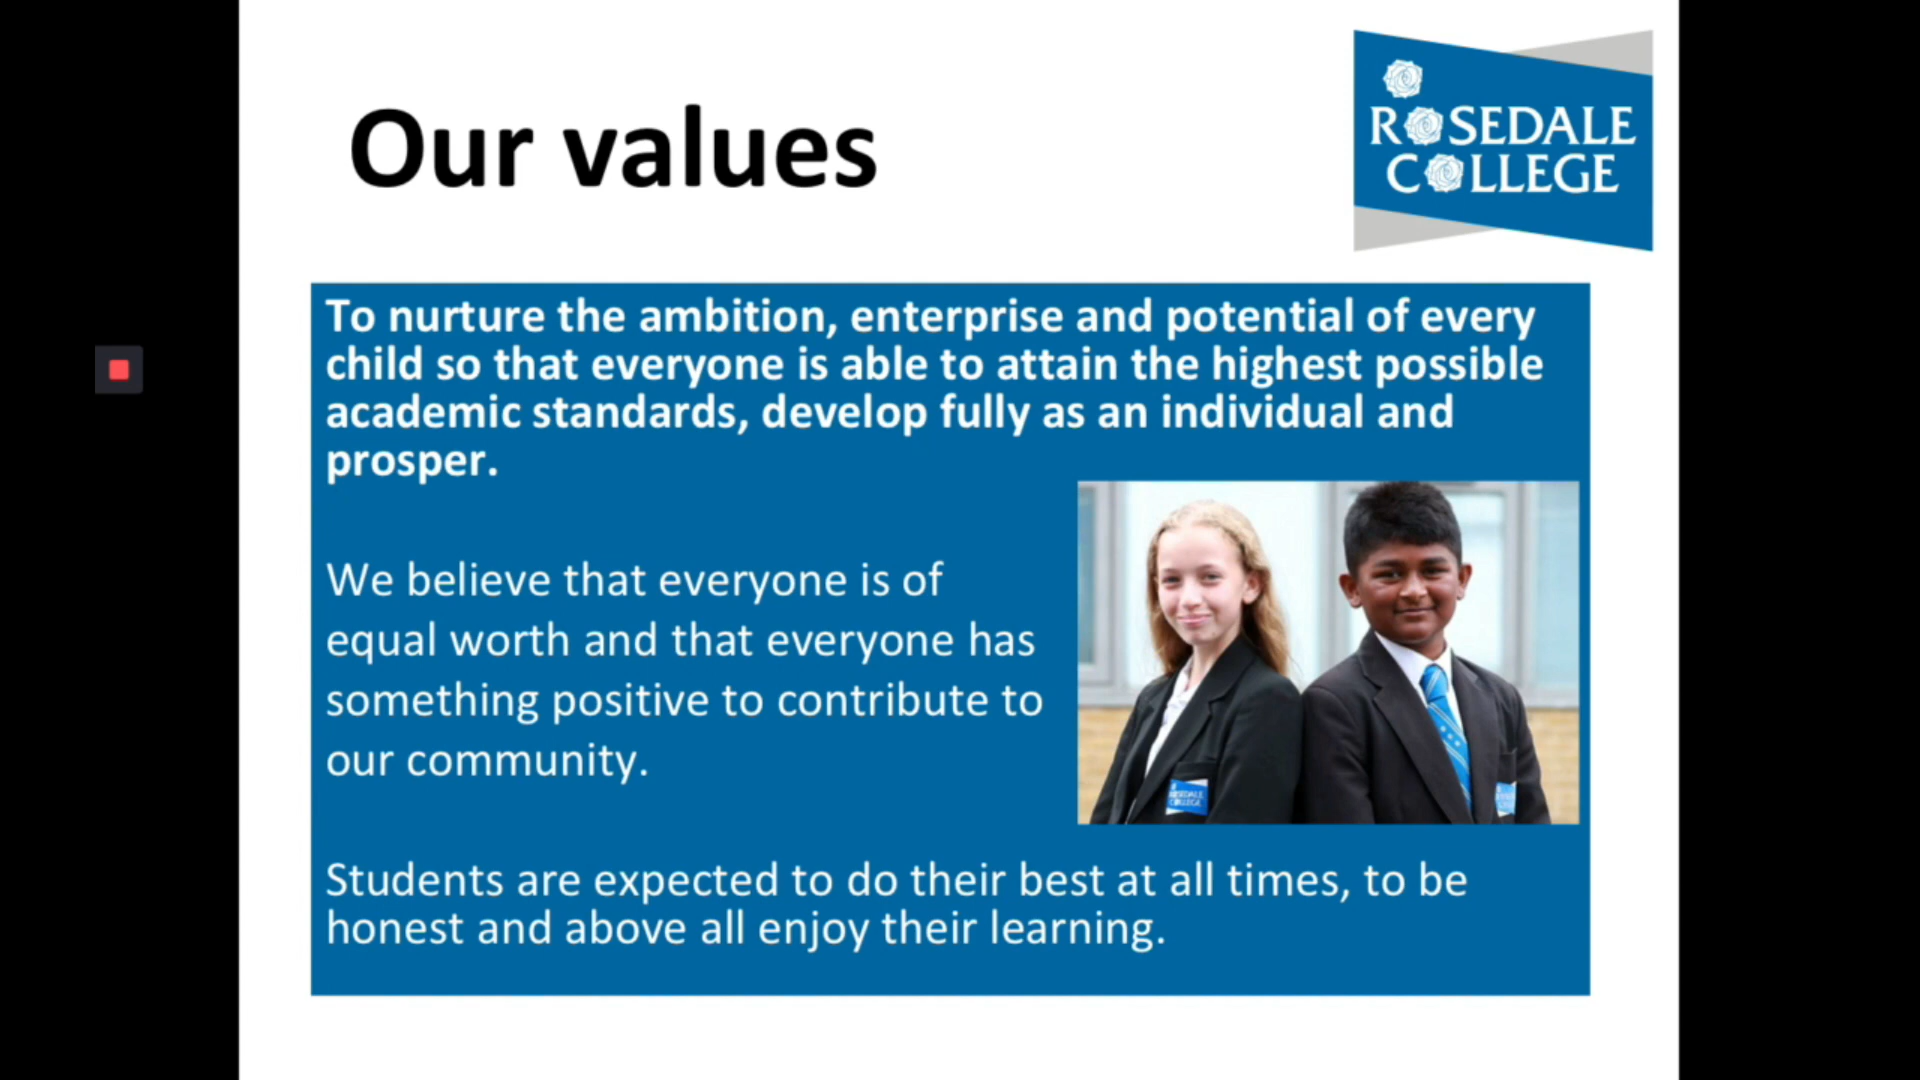 Our values
ROSEDALE
COLLEGE
To nurture the ambition, enterprise and potential of every
child so that everyone is able to attain the highest possible
academic standards, develop fully as an individual and
prosper.
We believe that everyone is of
equal worth and that everyone has
something positive to contribute to
our community.
ROSEDALE
COLLEGE
Students are expected to do their best at all times, to be
honest and above all enjoy their learning.